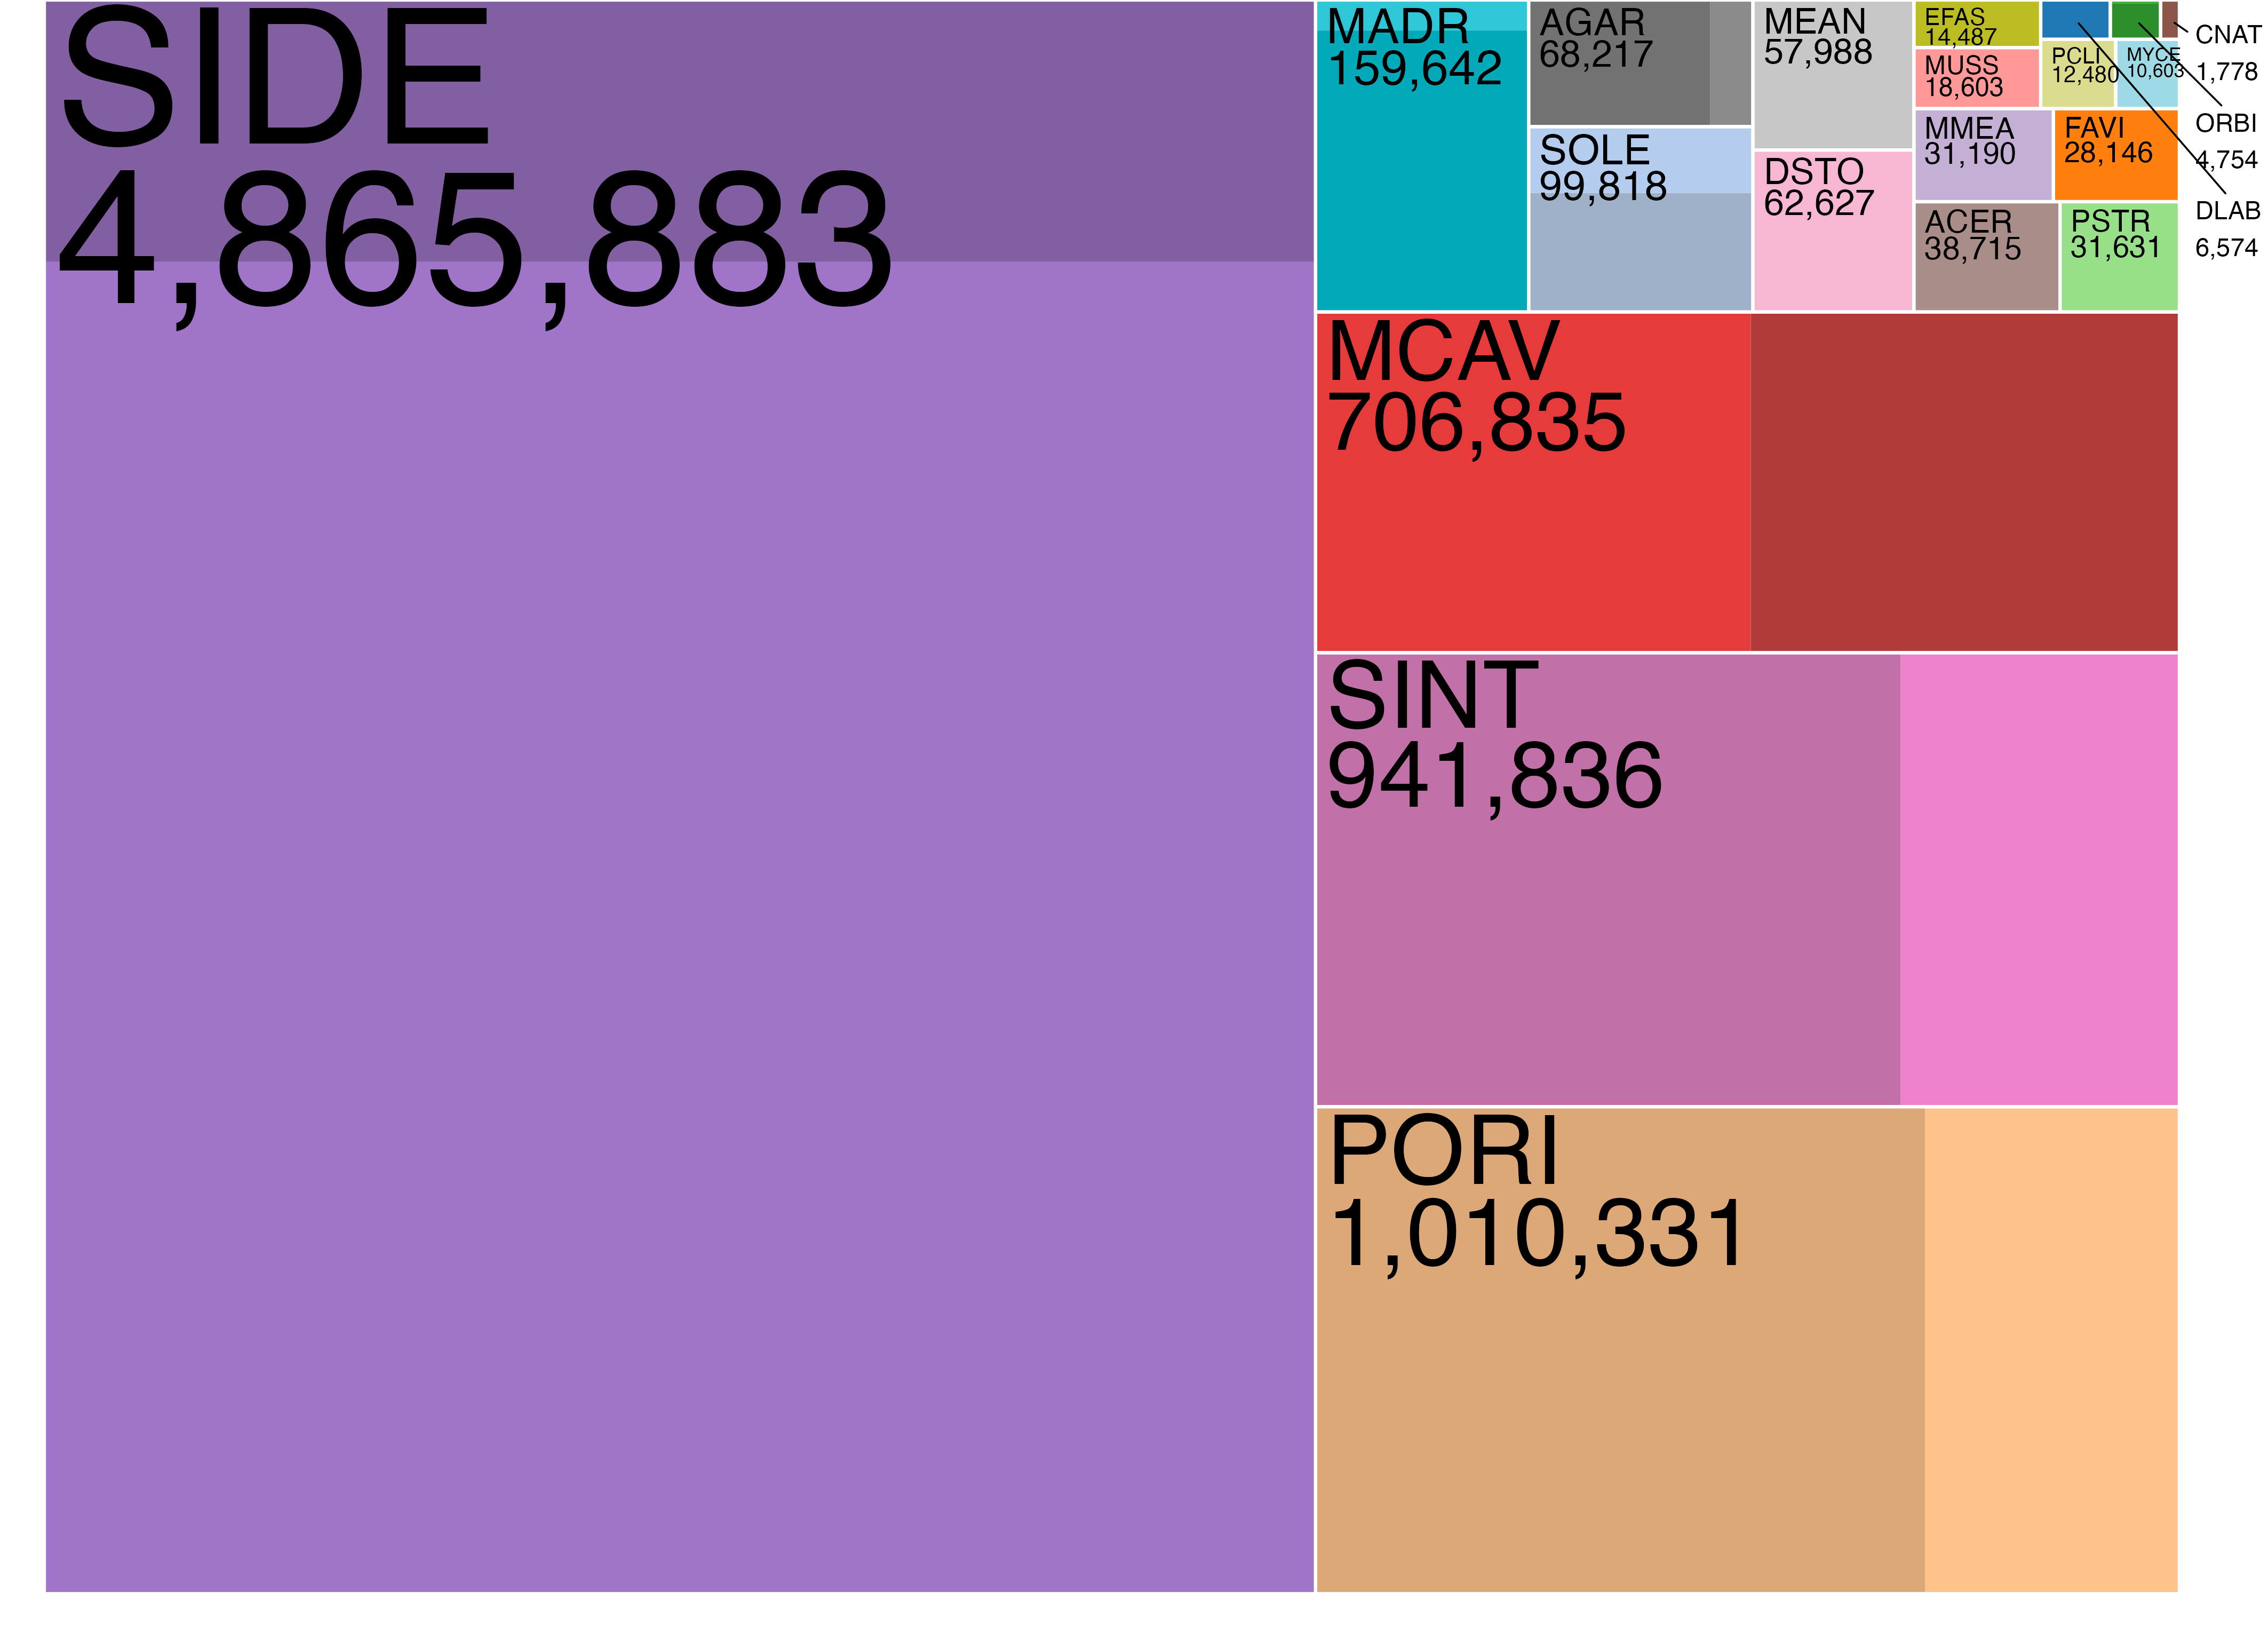 SIDE
4,865,883
MADR
159,642
AGAR
68,217
SOLE
99,818
MEAN
57,988
DSTO
62,627
EFAS
14,487
MUSS
18,603
PCLI
12,480
MYCE
10,603
MMEA
31,190
FAVI
28,146
ACER
38,715
PSTR
31,631
CNAT
1,778
ORBI
4,754
DLAB
6,574
MCAV
706,835
SINT
941,836
PORI
1,010,331